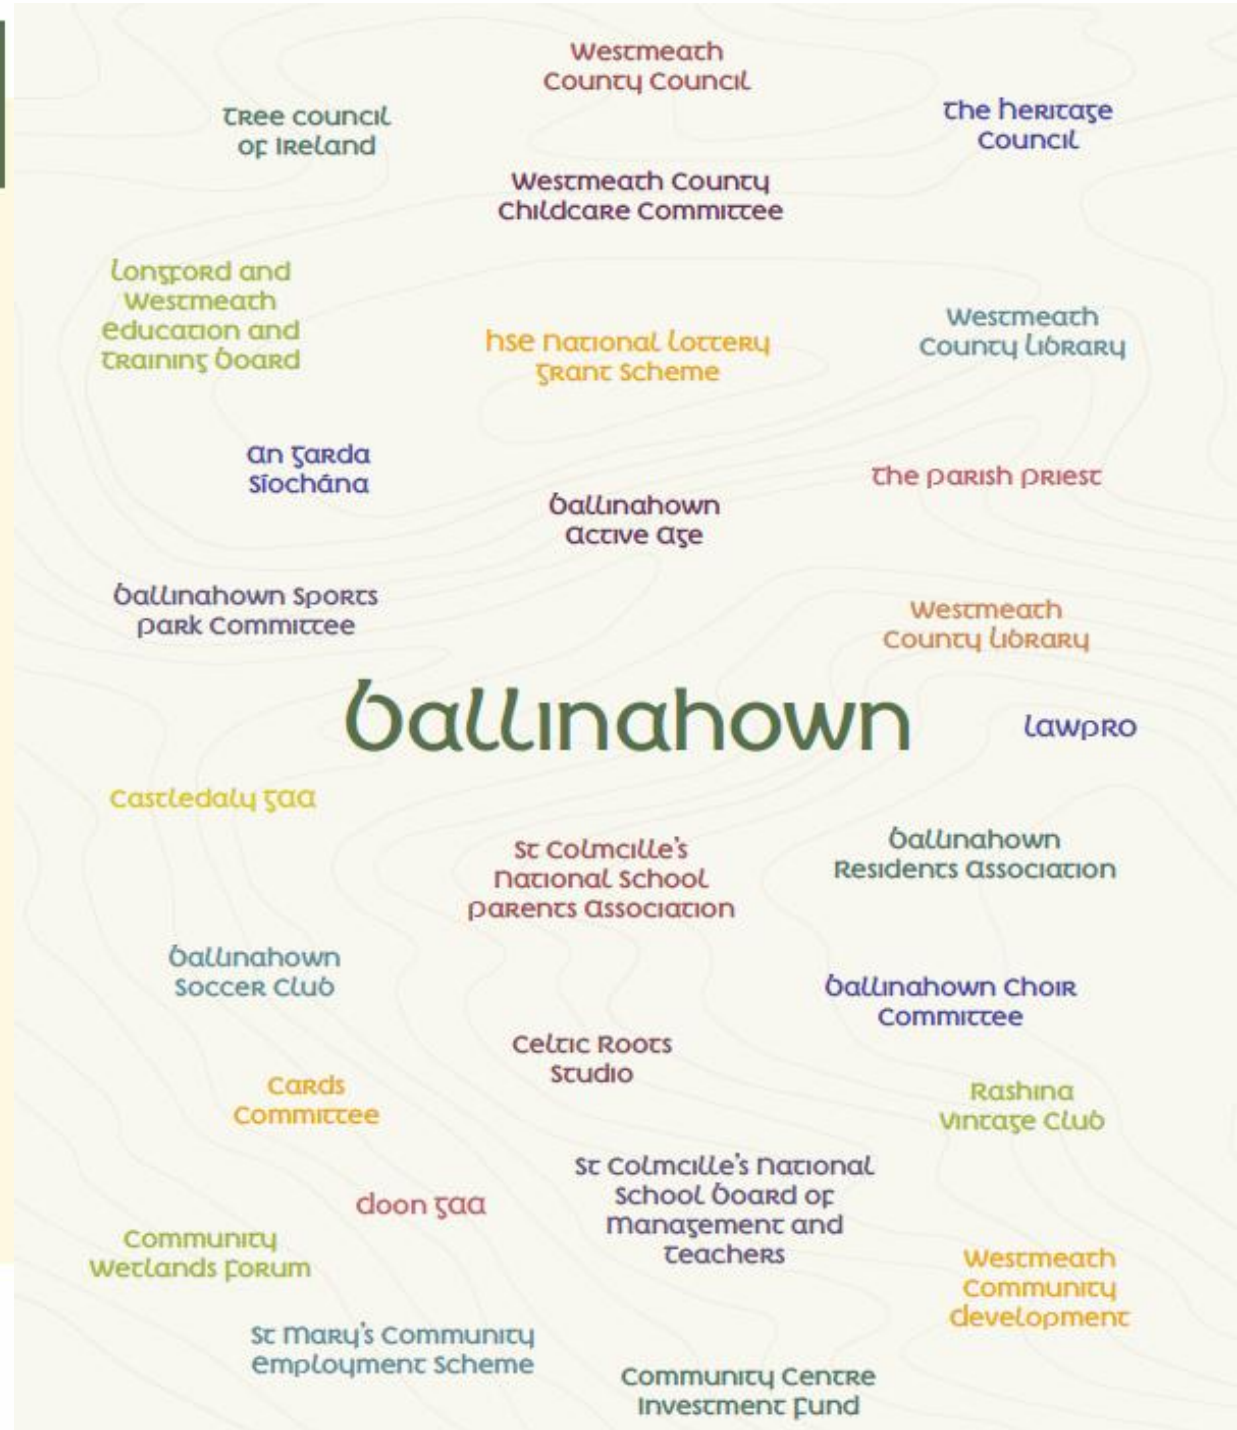 Westmeath
County Council
Tree council
of Ireland
The Heritage
Council
Westmeath County
Childcare Committee
Longford and
Westmeath
Education and
Training Board
HSE National Lottery
Grant Scheme
Westmeath
County Library
An Garda
Síochána
The Parish Priest
Ballinahown
Active Age
Ballinahown Sports
Park Committee
Westmeath
County Library
Ballinahown
LAWPRO
Castledaly GAA
St Colmcille's
National School
Parents Association
Ballinahown
Residents Association
Ballinahown
Soccer Club
Ballinahown Choir
Committee
Celtic Roots
Studio
Cards
Committee
Rashina
Vintage Club
St Colmcille's National
School Board of
Management and
Teachers
Doon GAA
Community
Wetlands Forum
Westmeath
Community
Development
St Mary's Community
Employment Scheme
Community Centre
Investment Fund